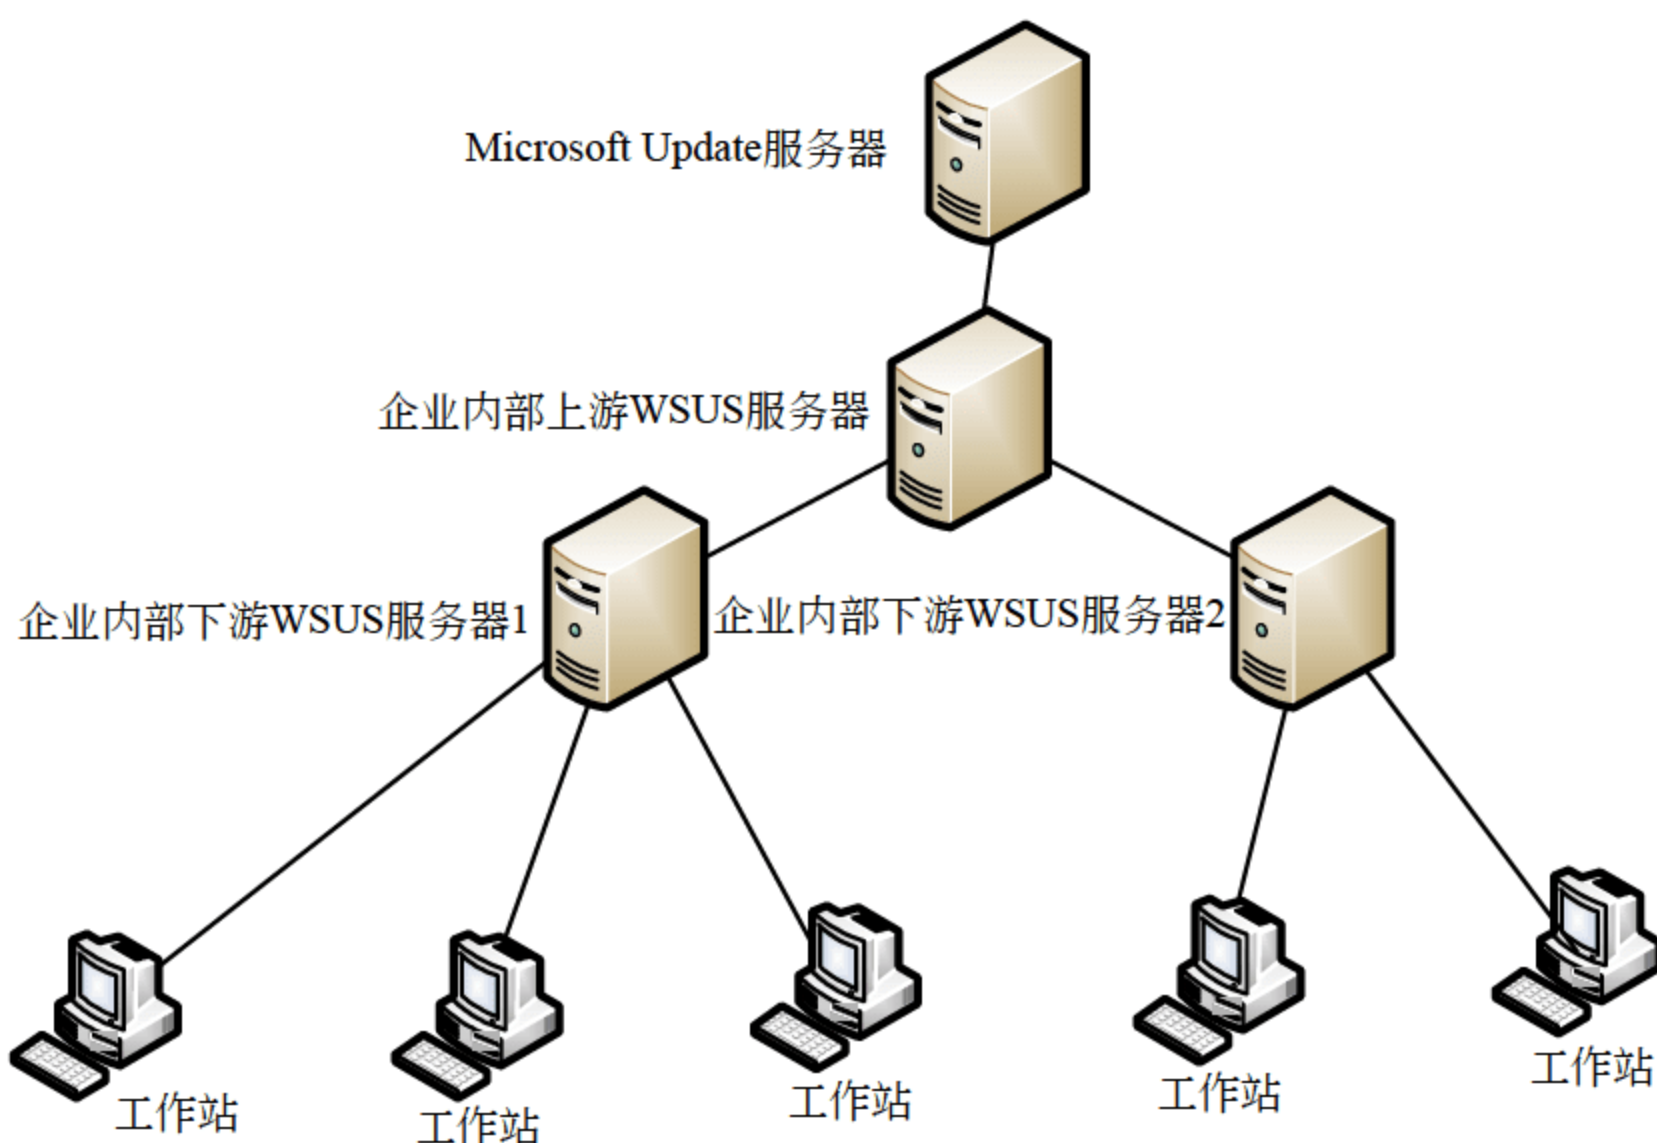 Microsoft Update服务器
企业内部上游WSUS服务器
企业内部下游WSUS服务器1
企业内部下游WSUS服务器2
工作站
工作站
工作站
工作站
工作站